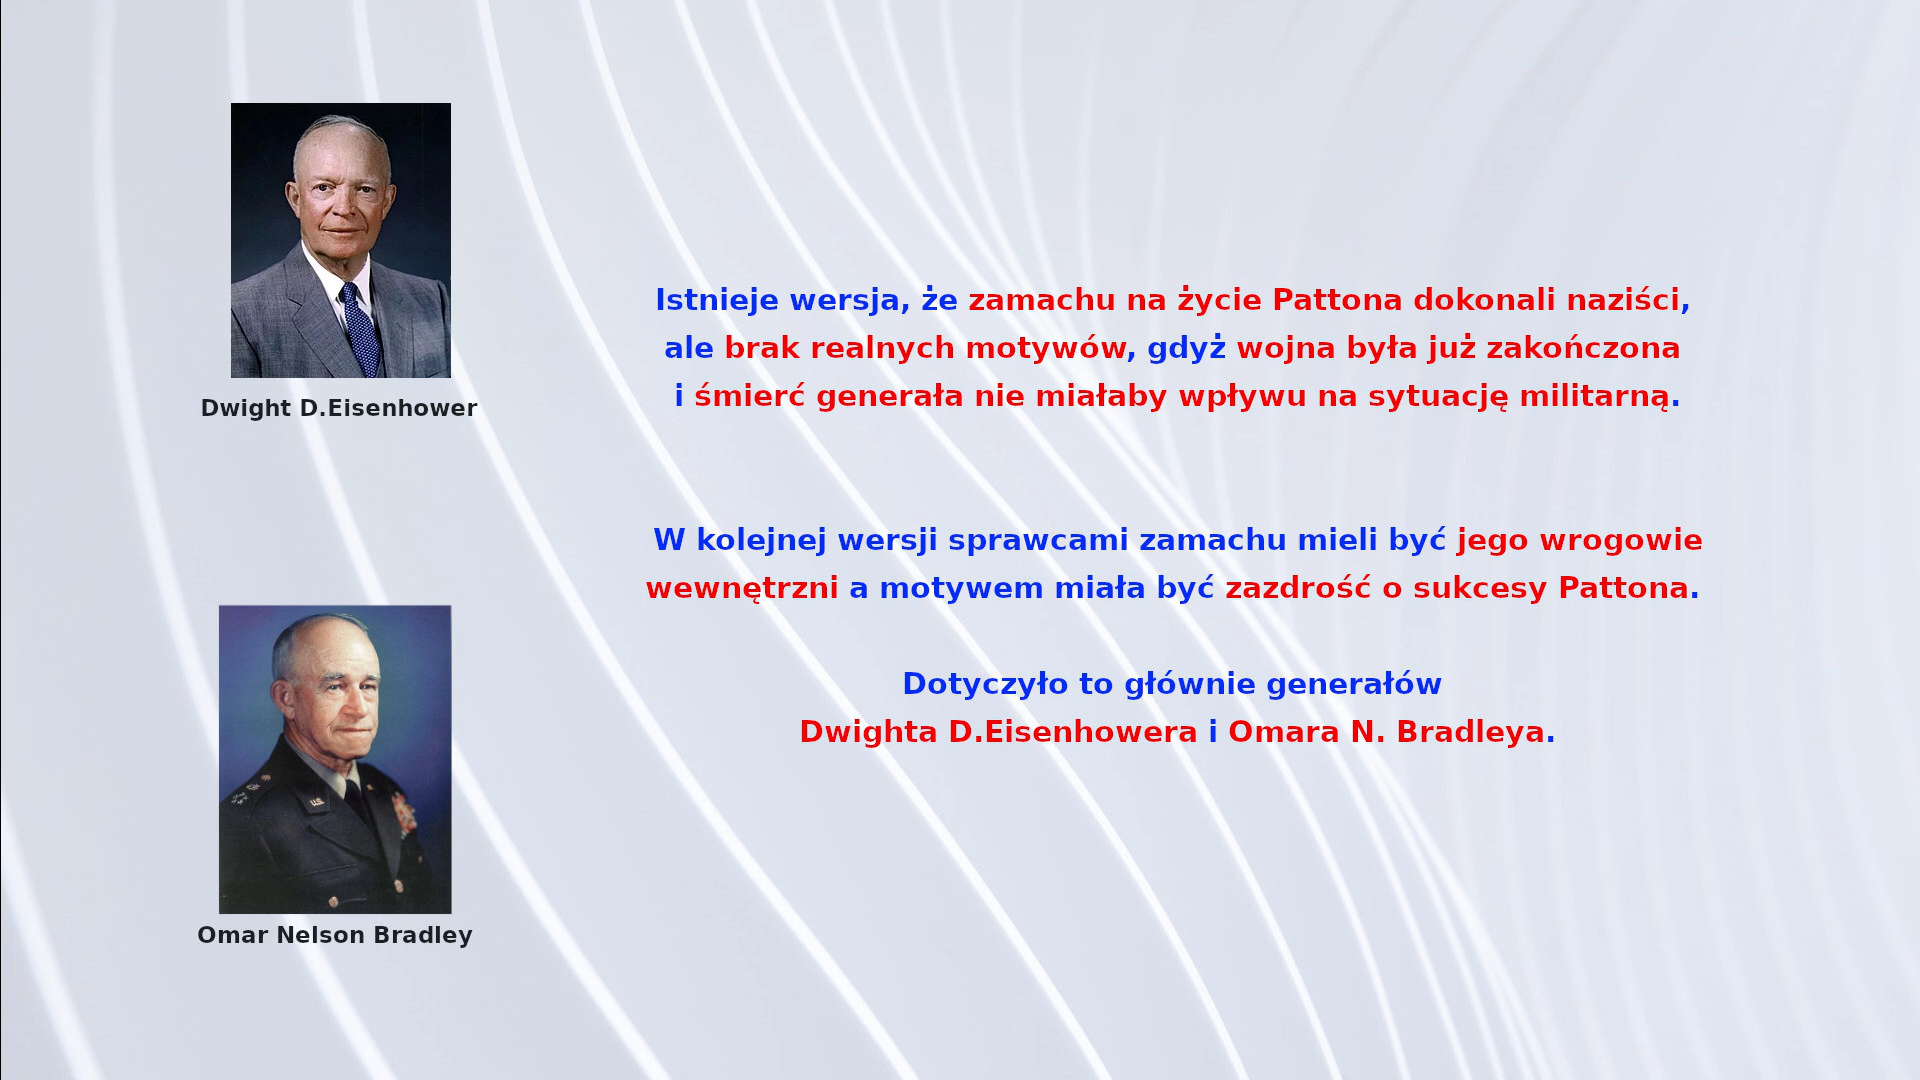 Dwight D.Eisenhower
Omar Nelson Bradley
Istnieje wersja, że zamachu na życie Pattona dokonali naziści,
ale brak realnych motywów, gdyż wojna była już zakończona
i śmierć generała nie miałaby wpływu na sytuację militarną.
W kolejnej wersji sprawcami zamachu mieli być jego wrogowie
wewnętrzni a motywem miała być zazdrość o sukcesy Pattona.
Dotyczyło to głównie generałów
Dwighta D.Eisenhowera i Omara N. Bradleya.